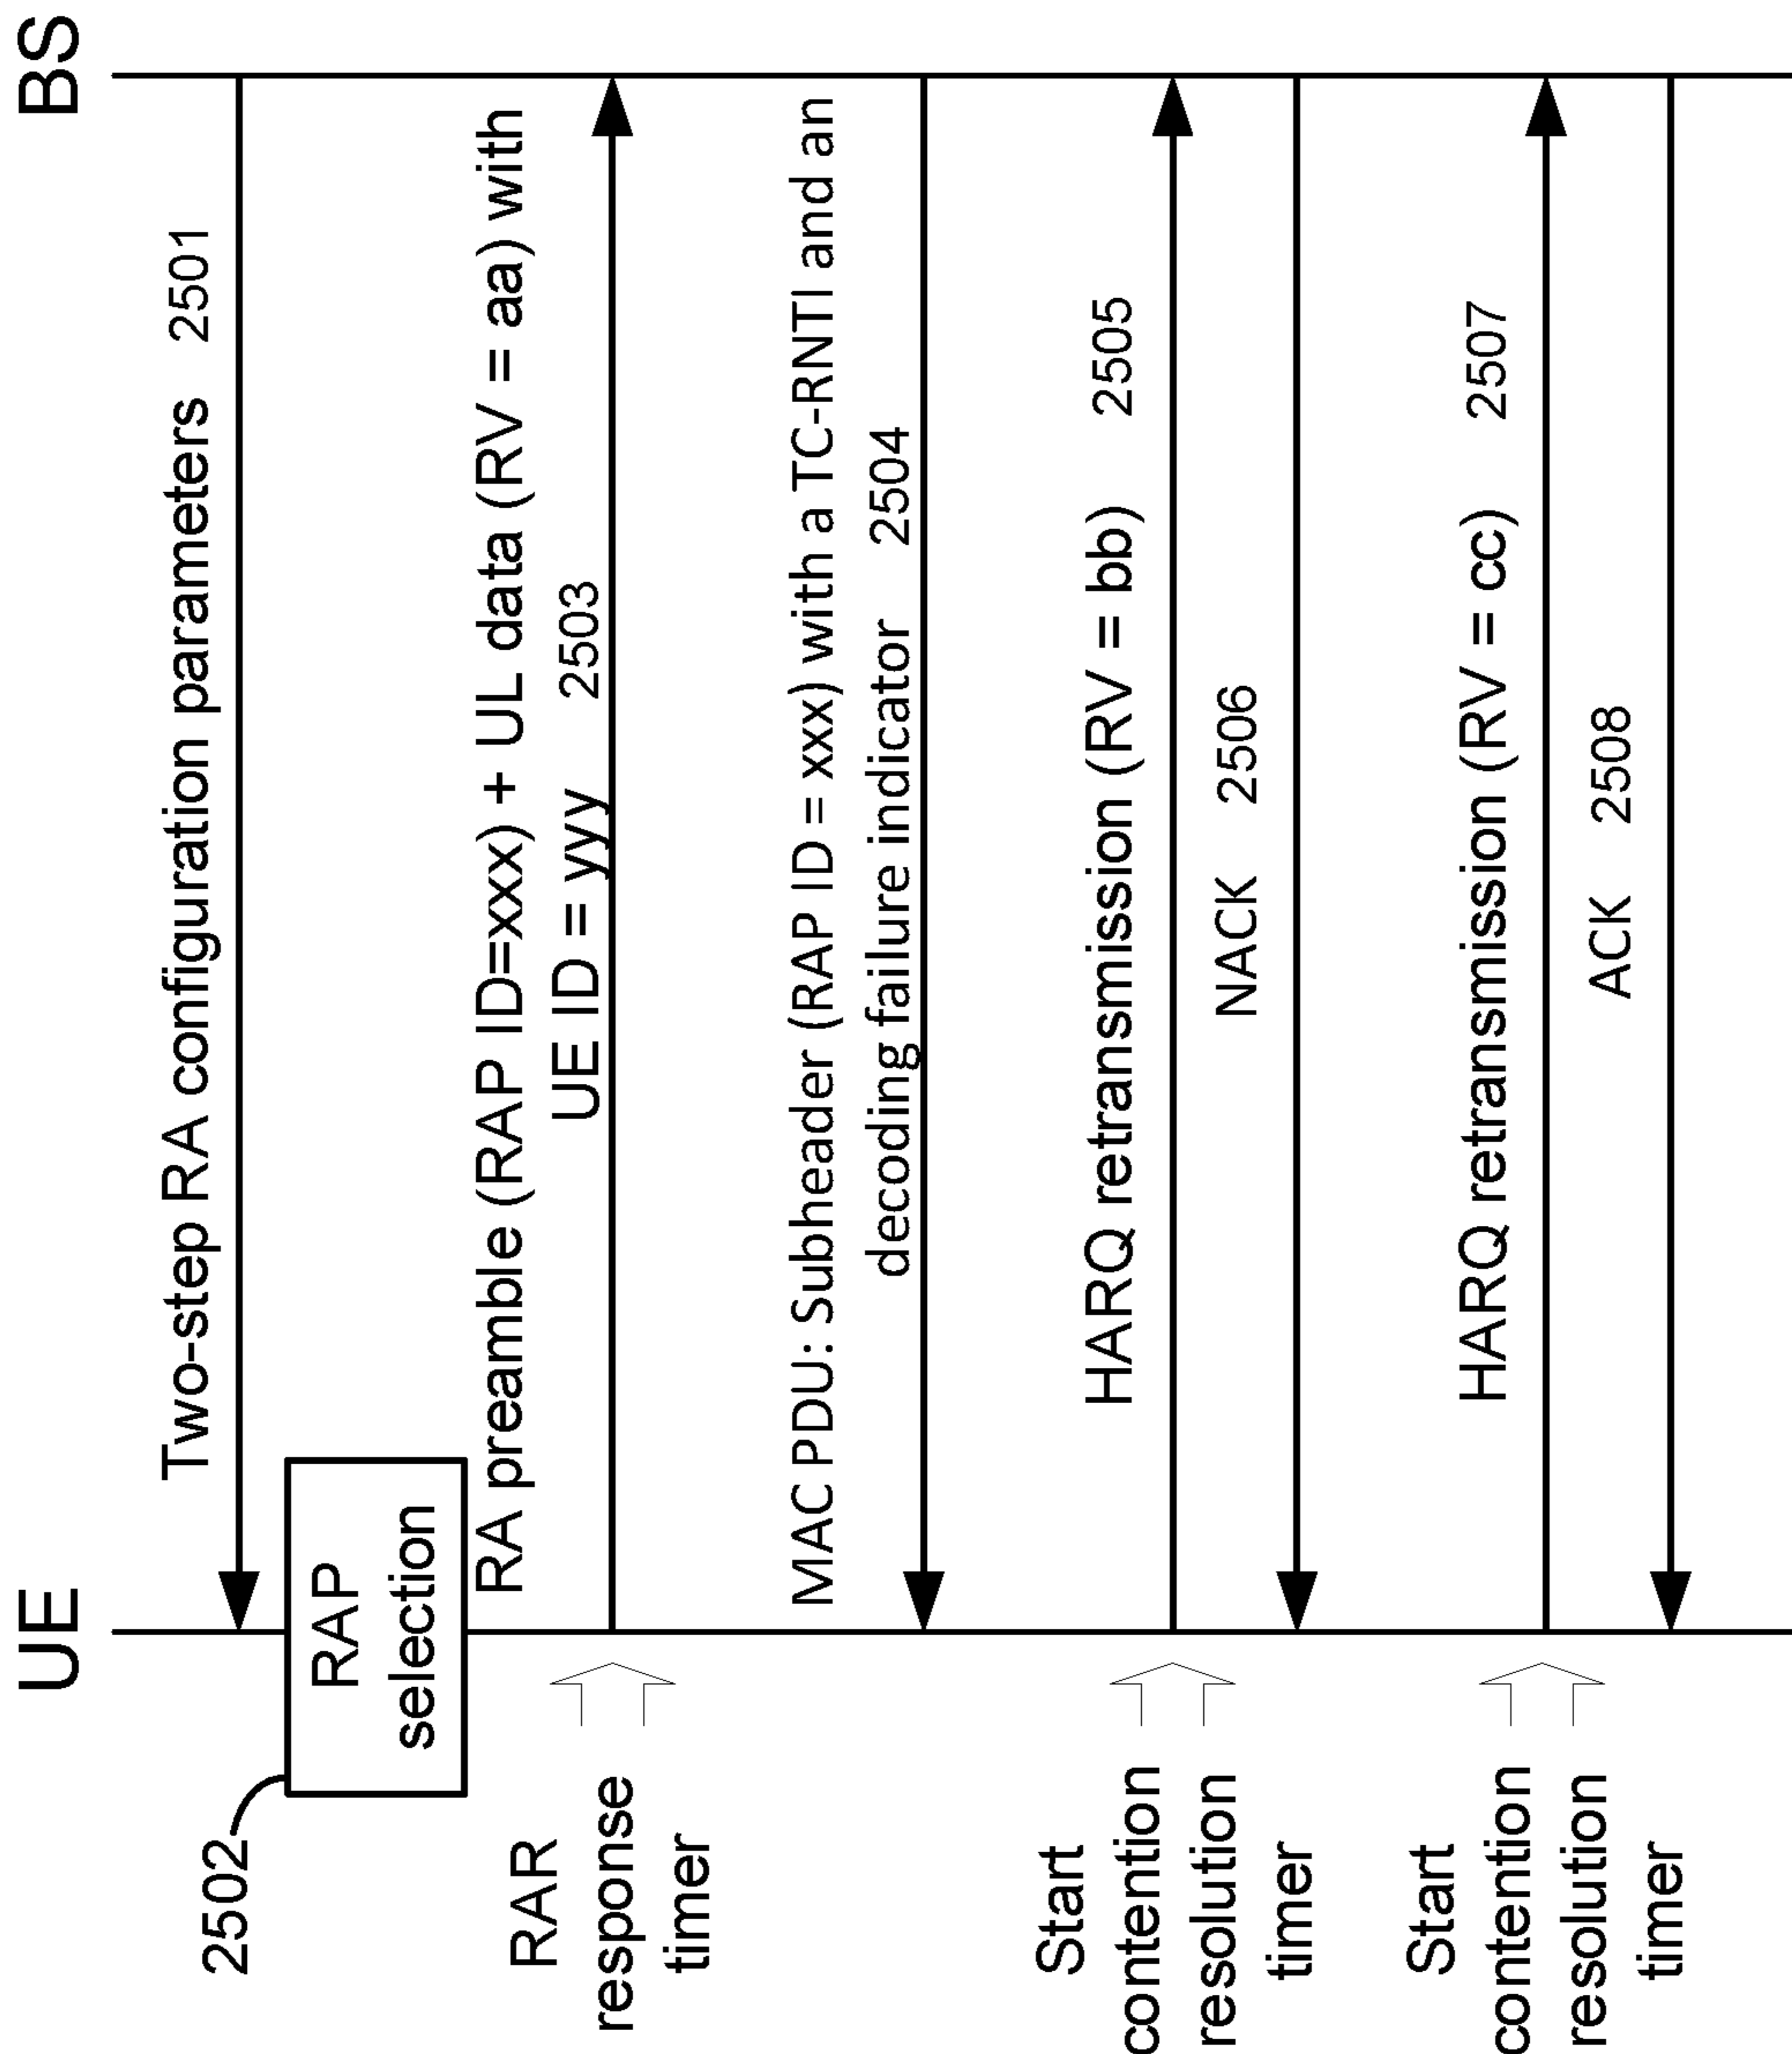 UE
BS
Two-step RA configuration parameters 2501
2502
RAP
selection
RA preamble (RAP ID=xxx) + UL data (RV = aa) with
UE ID = yyy 2503
RAR
response
timer
MAC PDU: Subheader (RAP ID = xxx) with a TC-RNTI and an
decoding failure indicator 2504
HARQ retransmission (RV = bb) 2505
Start
contention
resolution
timer
NACK 2506
HARQ retransmission (RV = cc) 2507
Start
contention
resolution
timer
ACK 2508